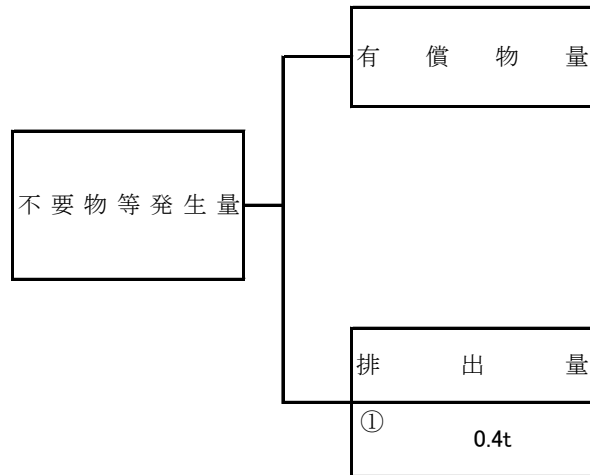 有償物量
不要物等発生量
排出量
①
0.4t